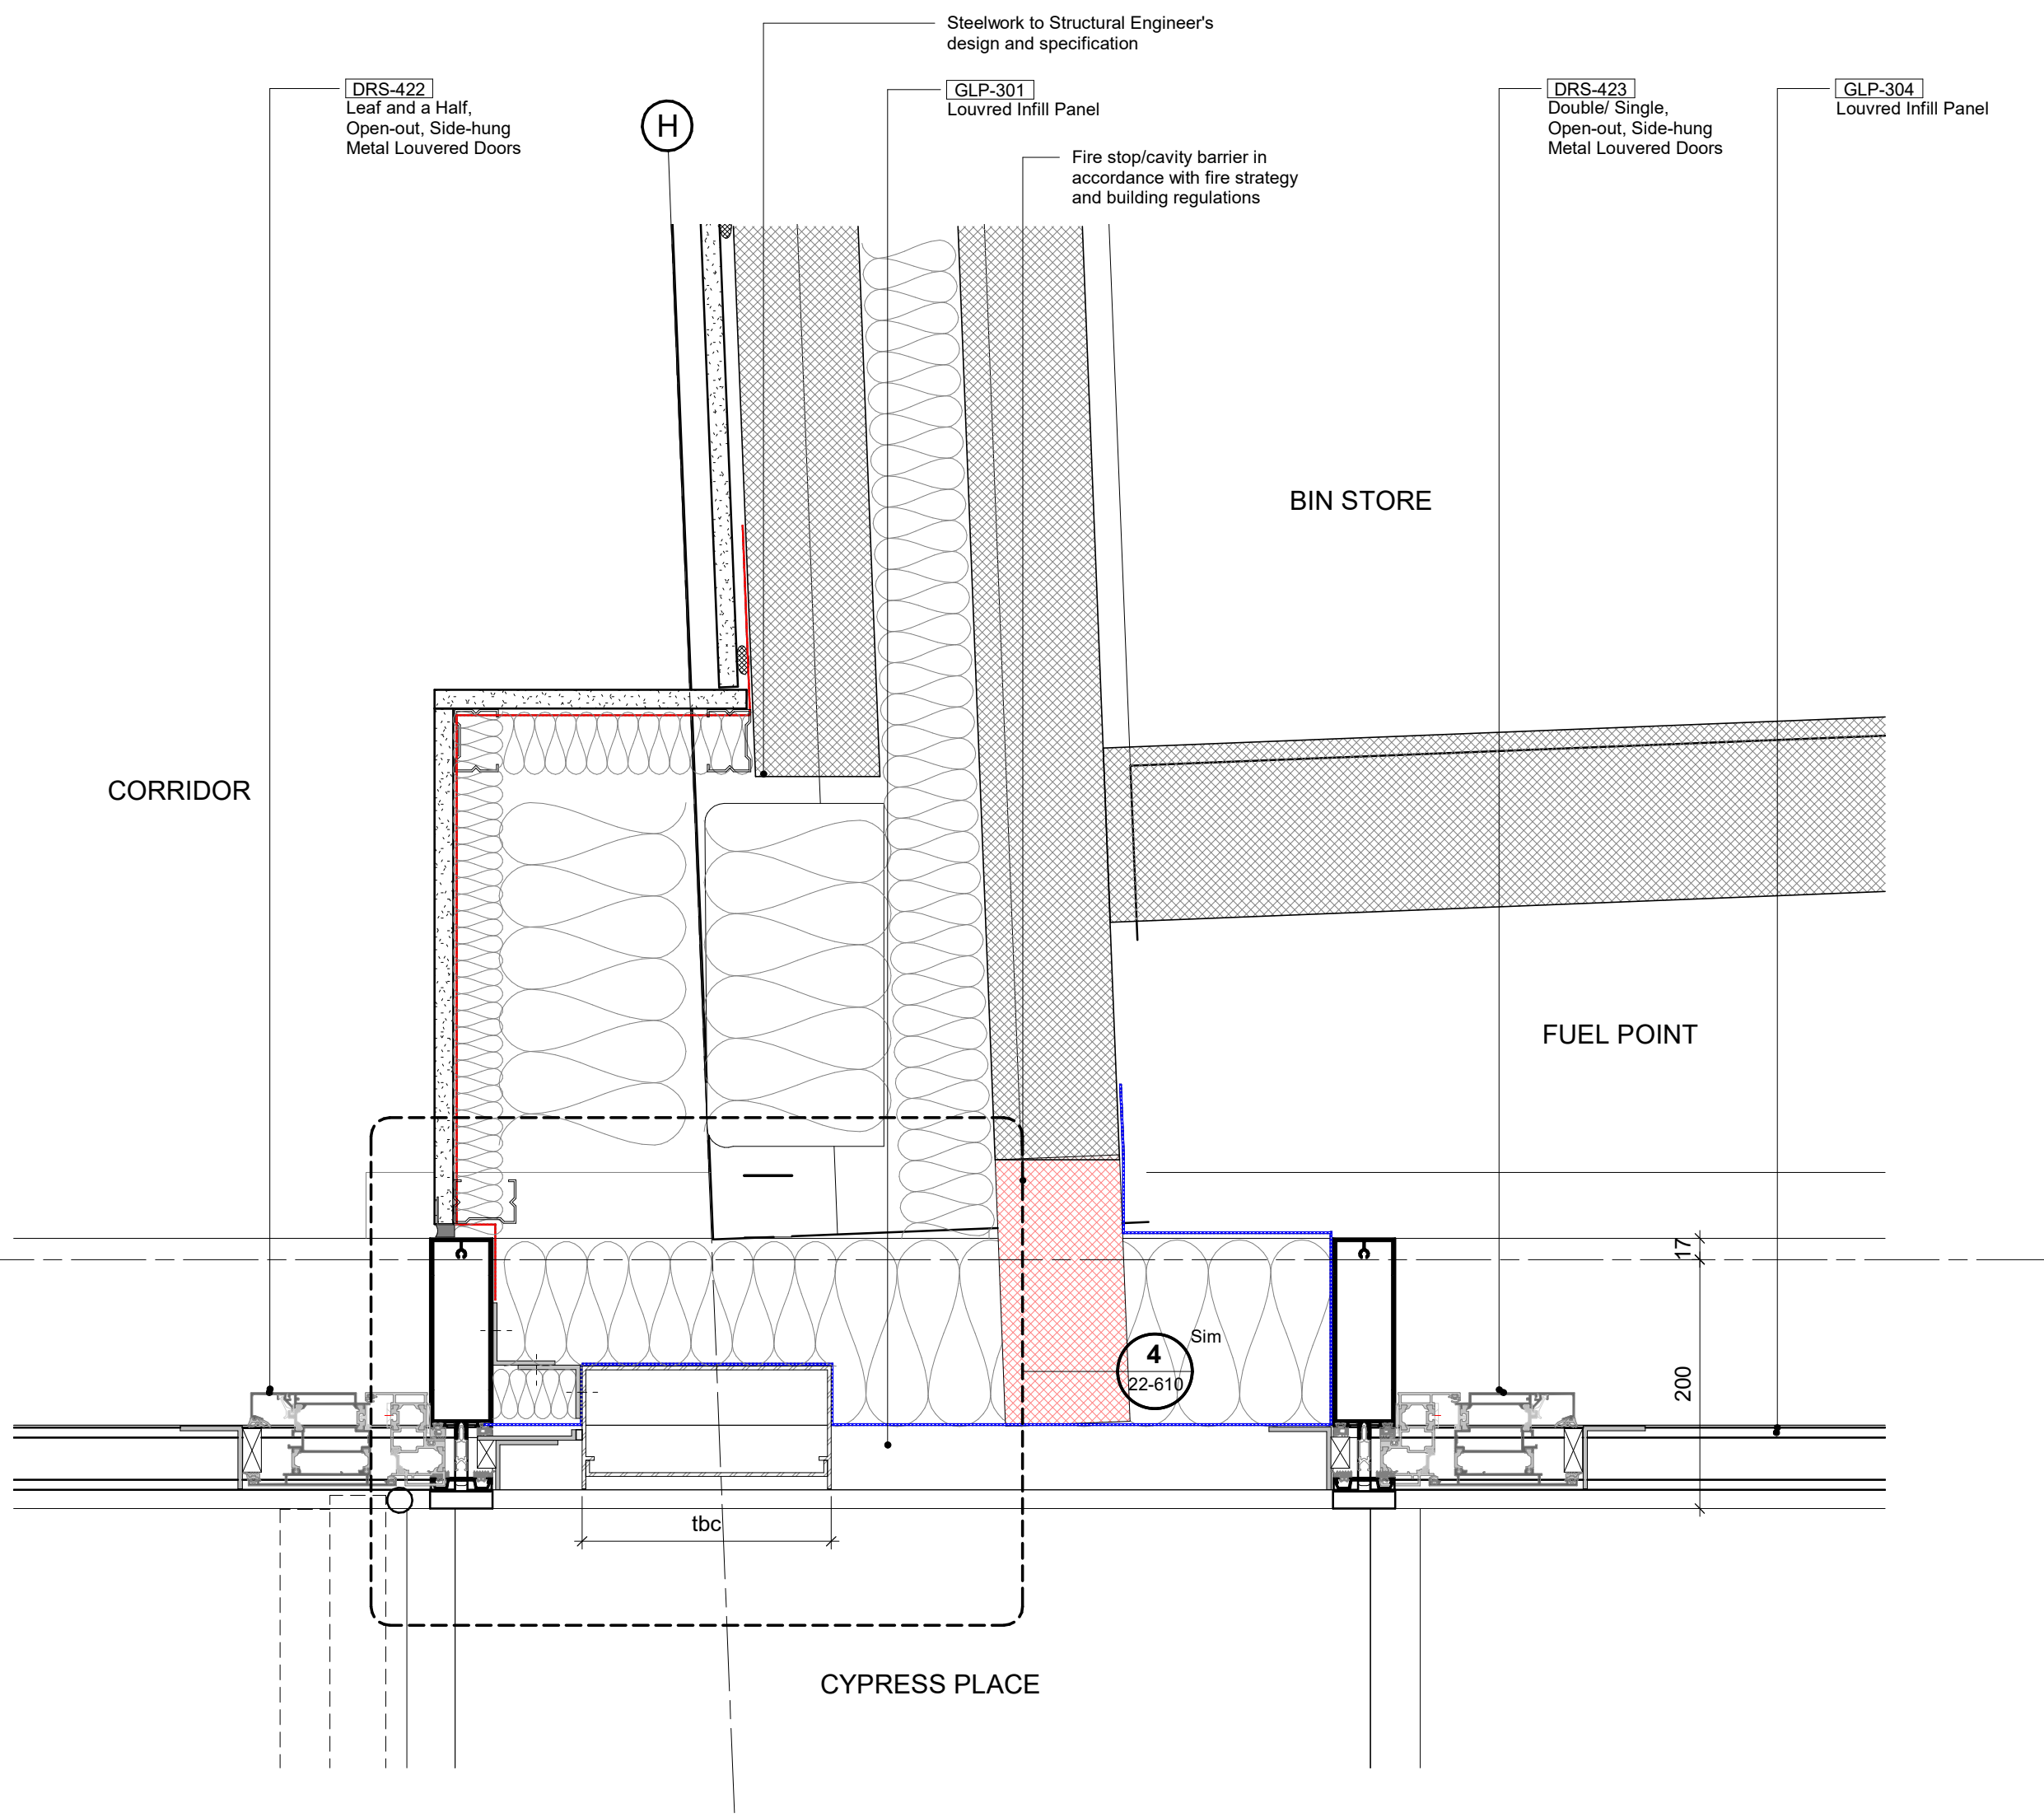 Steelwork to Structural Engineer's
design and specification
DRS-422
Leaf and a Half,
Open-out, Side-hung
Metal Louvered Doors
GLP-301
Louvred Infill Panel
DRS-423
Double/ Single,
Open-out, Side-hung
Metal Louvered Doors
GLP-304
Louvred Infill Panel
H
Fire stop/cavity barrier in
accordance with fire strategy
and building regulations
BIN STORE
CORRIDOR
FUEL POINT
17
Sim
4
22-610
200
tbc
CYPRESS PLACE